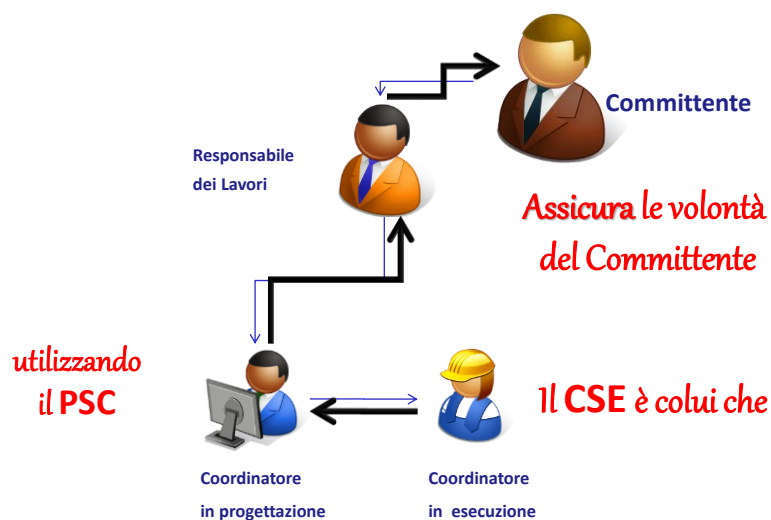 Committente
Responsabile
dei Lavori
Assicura le volontà
del Committente
utilizzando
il PSC
Il CSE è colui che
Coordinatore
in progettazione
Coordinatore
in esecuzione